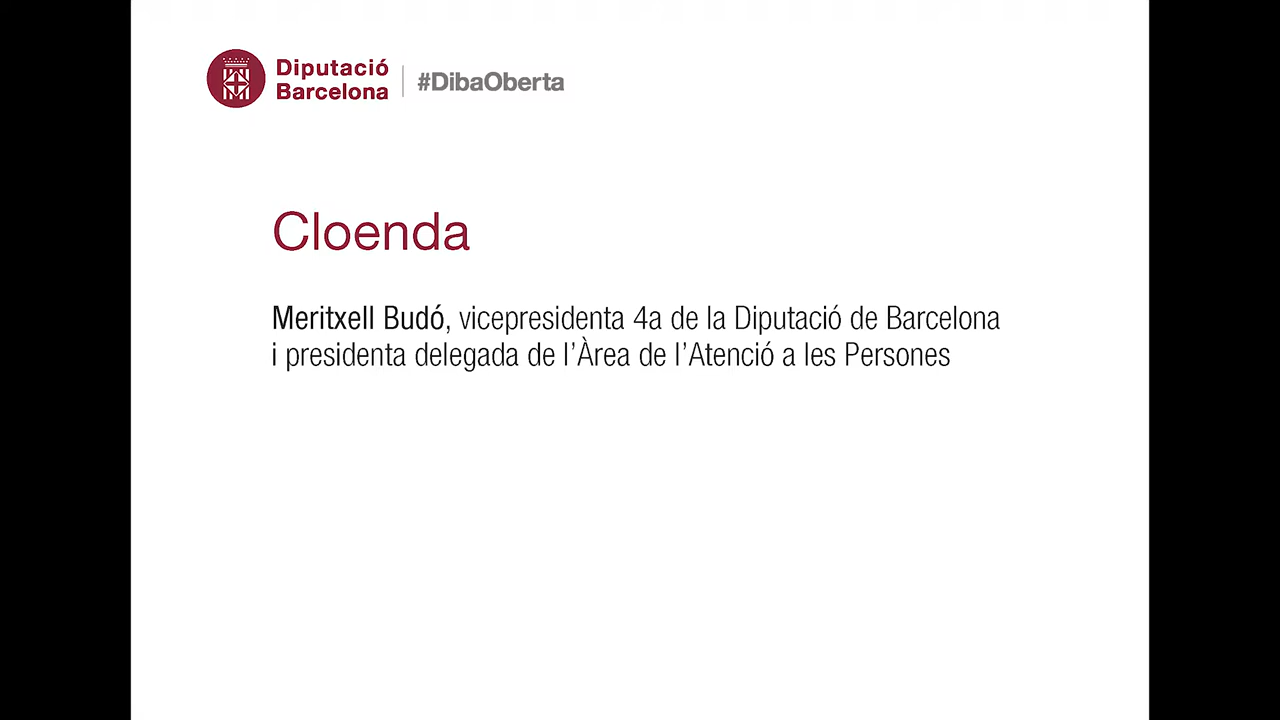 Diputació
Barcelona
#DibaOberta
Cloenda
Meritxell Budó, vicepresidenta 4a de la Diputació de Barcelona
i presidenta delegada de l’Àrea de l’Atenció a les Persones